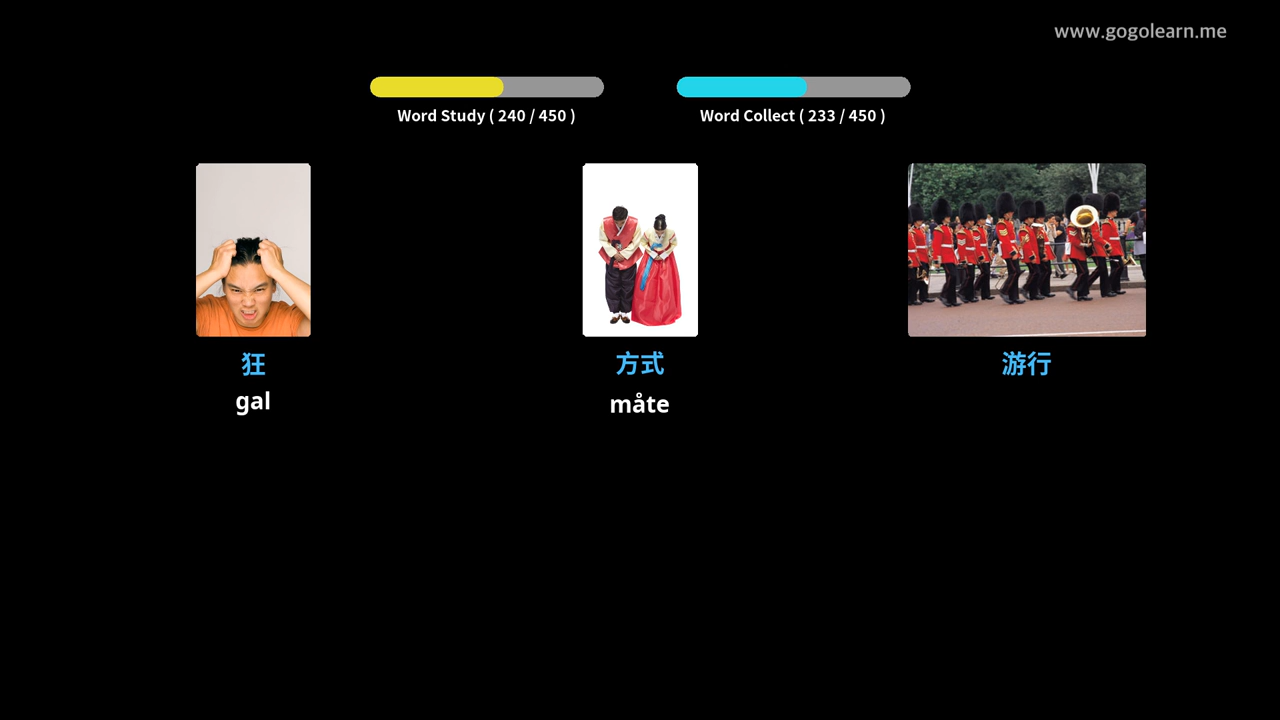 www.gogolearn.me
Word Study ( 240 / 450 )
Word Collect ( 233 / 450 )
狂
gal
方式
måte
游行